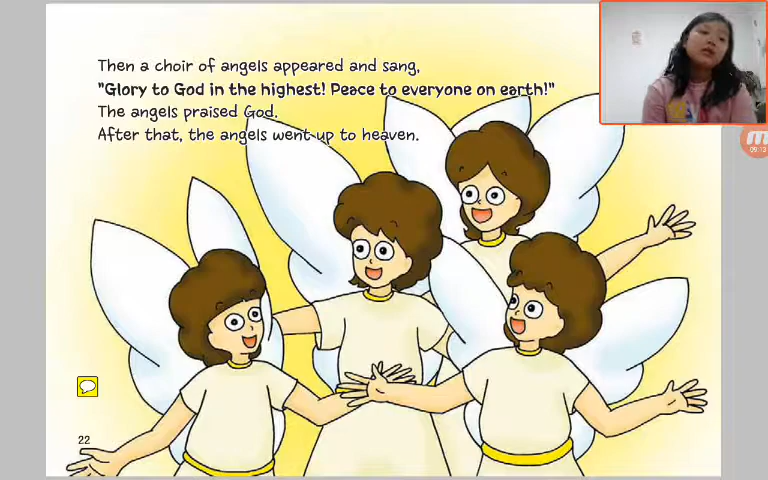 Then a choir of angels appeared and sang,
"Glory to God in the highest! Peace to everyone on earth!"
The angels praised God.
After that, the angels went up to heaven.
22